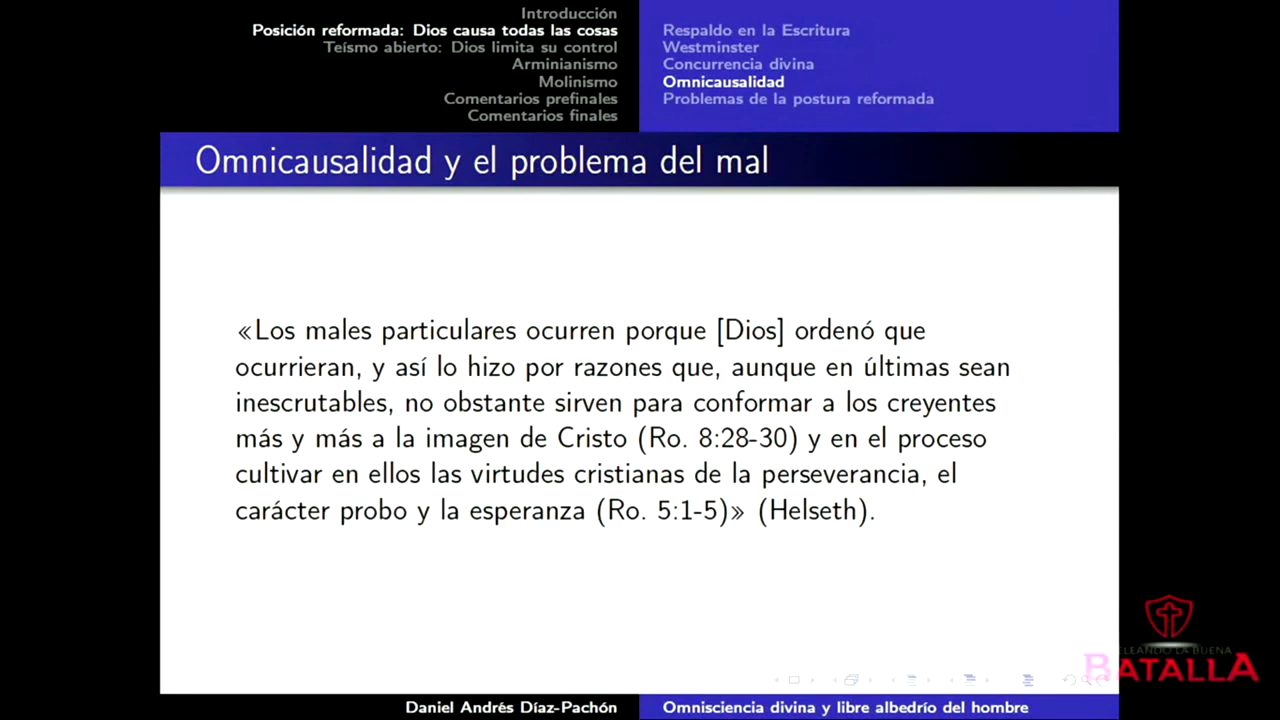 Introducción
Posición reformada: Dios causa todas las cosas
Teísmo abierto: Dios limita su control
Arminianismo
Molinismo
Comentarios prefinales
Comentarios finales
Respaldo en la Escritura
Westminster
Concurrencia divina
Omnicausalidad
Problemas de la postura reformada
Omnicausalidad y el problema del mal
«Los males particulares ocurren porque [Dios] ordenó que
ocurrieran, y así lo hizo por razones que, aunque en últimas sean
inescrutables, no obstante sirven para conformar a los creyentes
más y más a la imagen de Cristo (Ro. 8:28-30) y en el proceso
cultivar en ellos las virtudes cristianas de la perseverancia, el
carácter probo y la esperanza (Ro. 5:1-5)» (Helseth).
ELEANDO LA BUENA
BATALLA
Daniel Andrés Díaz-Pachón
Omnisciencia divina y libre albedrío del hombre